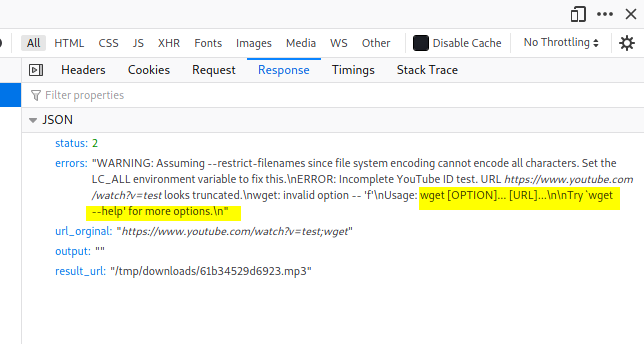 All HTML CSS JS XHR Fonts Images Media WS Other Disable Cache No Throttling
Headers Cookies Request Response Timings Stack Trace
Filter properties
JSON
status: 2
errors: "WARNING: Assuming --restrict-filenames since file system encoding cannot encode all characters. Set the
LC_ALL environment variable to fix this.\nERROR: Incomplete YouTube ID test. URL https://www.youtube.com
/watch?v=test looks truncated.\nwget: invalid option -- 'f'\nUsage: wget [OPTION]... [URL]...\n\nTry `wget
--help' for more options.\n"
url_orginal: "https://www.youtube.com/watch?v=test;wget"
output: ""
result_url: "/tmp/downloads/61b34529d6923.mp3"